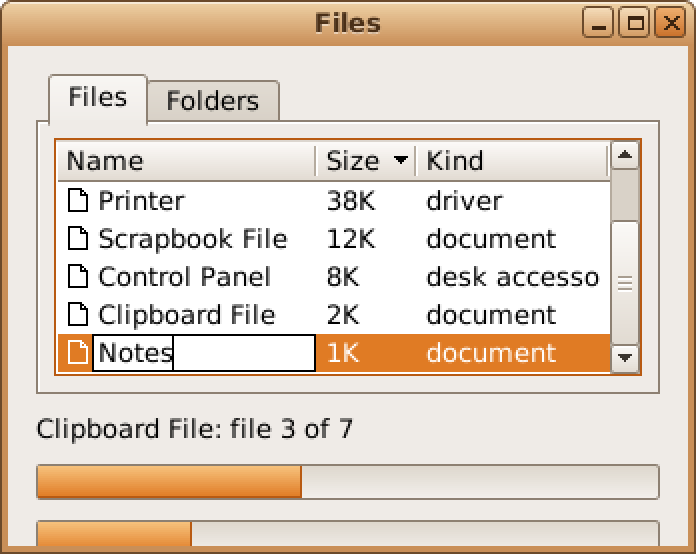 Files
Files Folders
Name Size Kind
Printer 38K driver
Scrapbook File 12K document
Control Panel 8K desk accesso
Clipboard File 2K document
Notes 1K document
Clipboard File: file 3 of 7